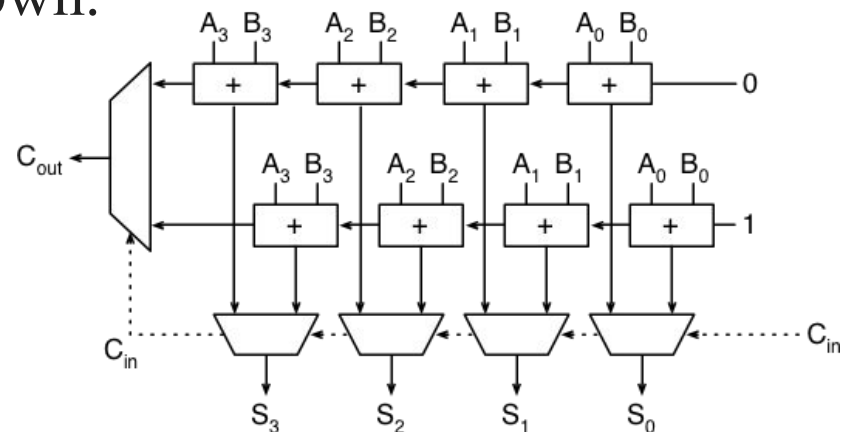 own:
A3 B3 A2 B2 A1 B1 A0 B0
+ + + + 0
Cout
A3 B3 A2 B2 A1 B1 A0 B0
+ + + + 1
Cin Cin
S3 S2 S1 S0